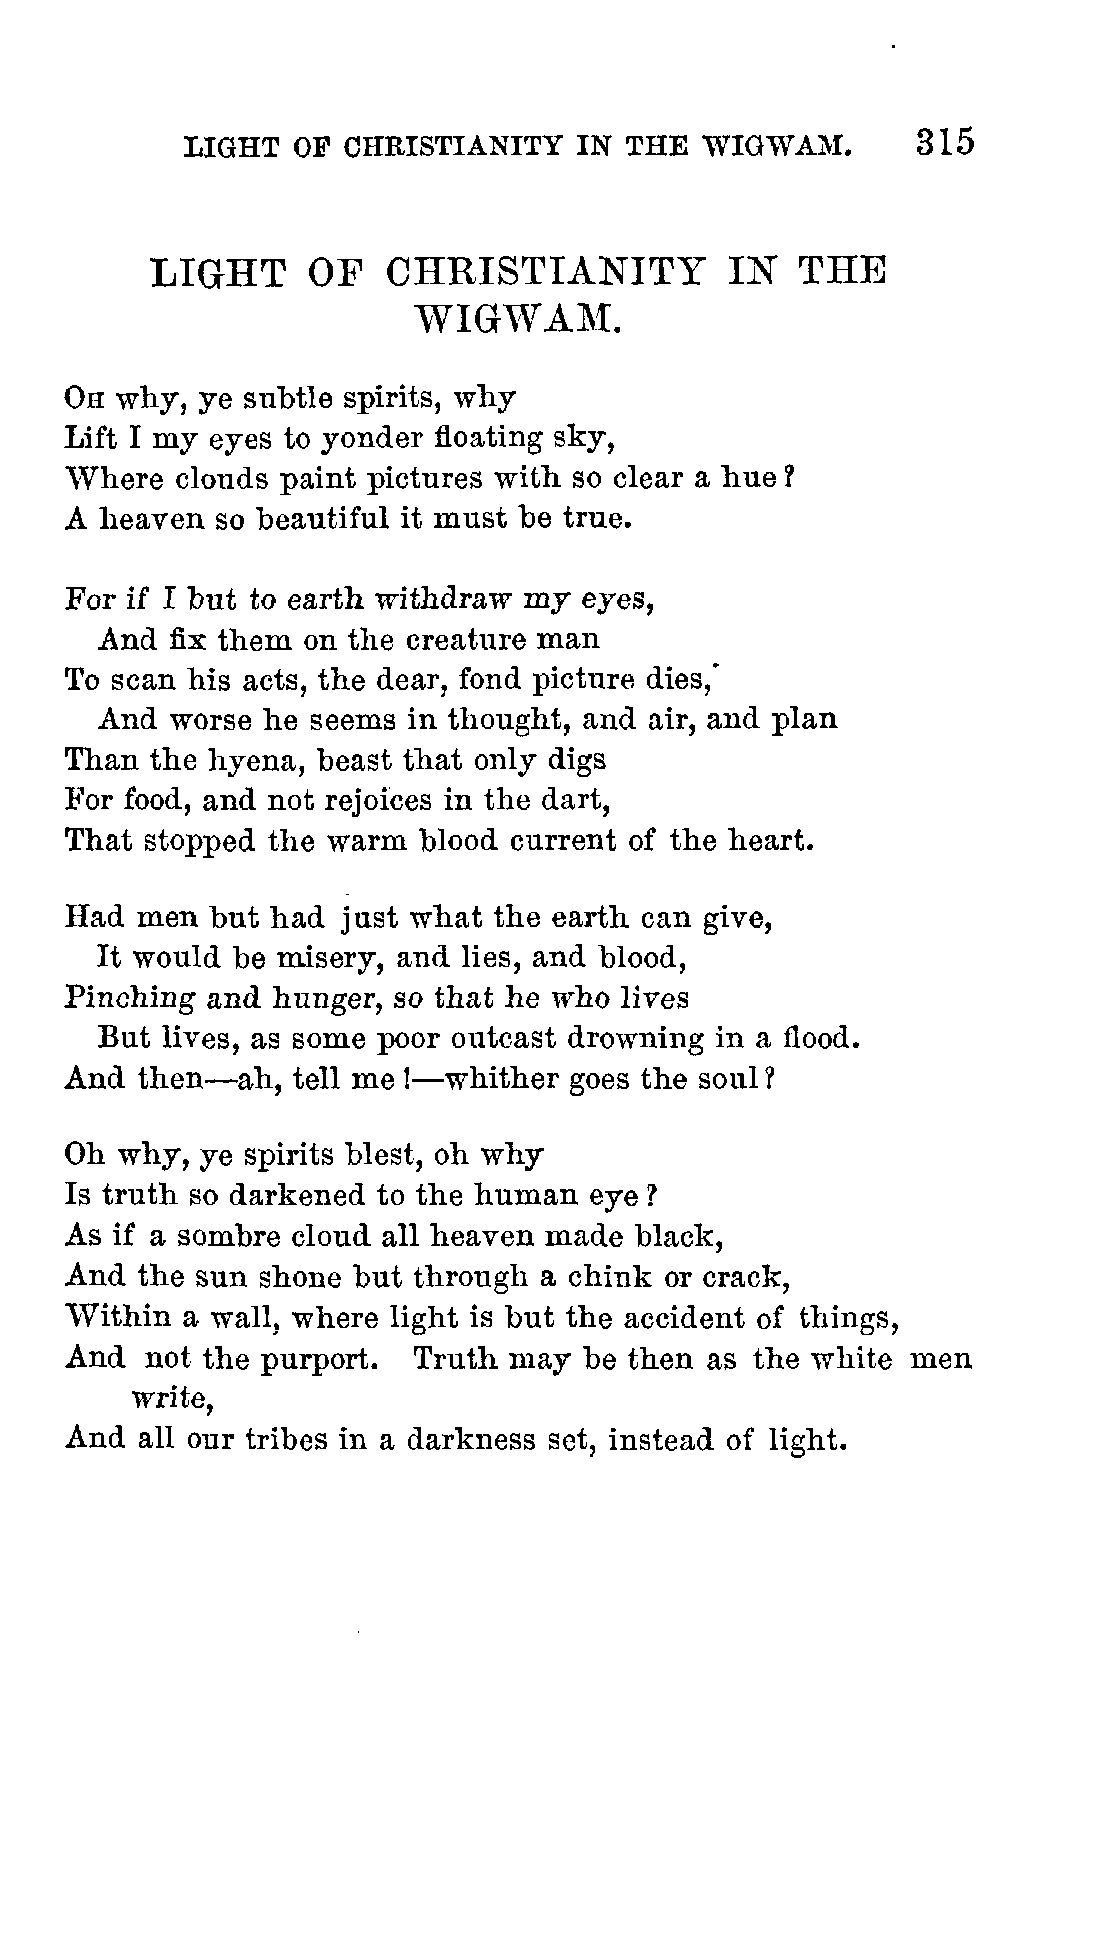 LIGHT OF CHRISTIANITY IN THE WIGWAM. 315
LIGHT OF CHRISTIANITY IN THE
WIGWAM.
OH why, ye subtle spirits, why
Lift I my eyes to yonder floating sky,
Where clouds paint pictures with so clear a hue?
A heaven so beautiful it must be true.
For if I but to earth withdraw my eyes,
And fix them on the creature man
To scan his acts, the dear, fond picture dies,
And worse he seems in thought, and air, and plan
Than the hyena, beast that only digs
For food, and not rejoices in the dart,
That stopped the warm blood current of the heart.
Had men but had just what the earth can give,
It would be misery, and lies, and blood,
Pinching and hunger, so that he who lives
But lives, as some poor outcast drowning in a flood.
And then—ah, tell me!—whither goes the soul?
Oh why, ye spirits blest, oh why
Is truth so darkened to the human eye?
As if a sombre cloud all heaven made black,
And the sun shone but through a chink or crack,
Within a wall, where light is but the accident of things,
And not the purport. Truth may be then as the white men
write,
And all our tribes in a darkness set, instead of light.